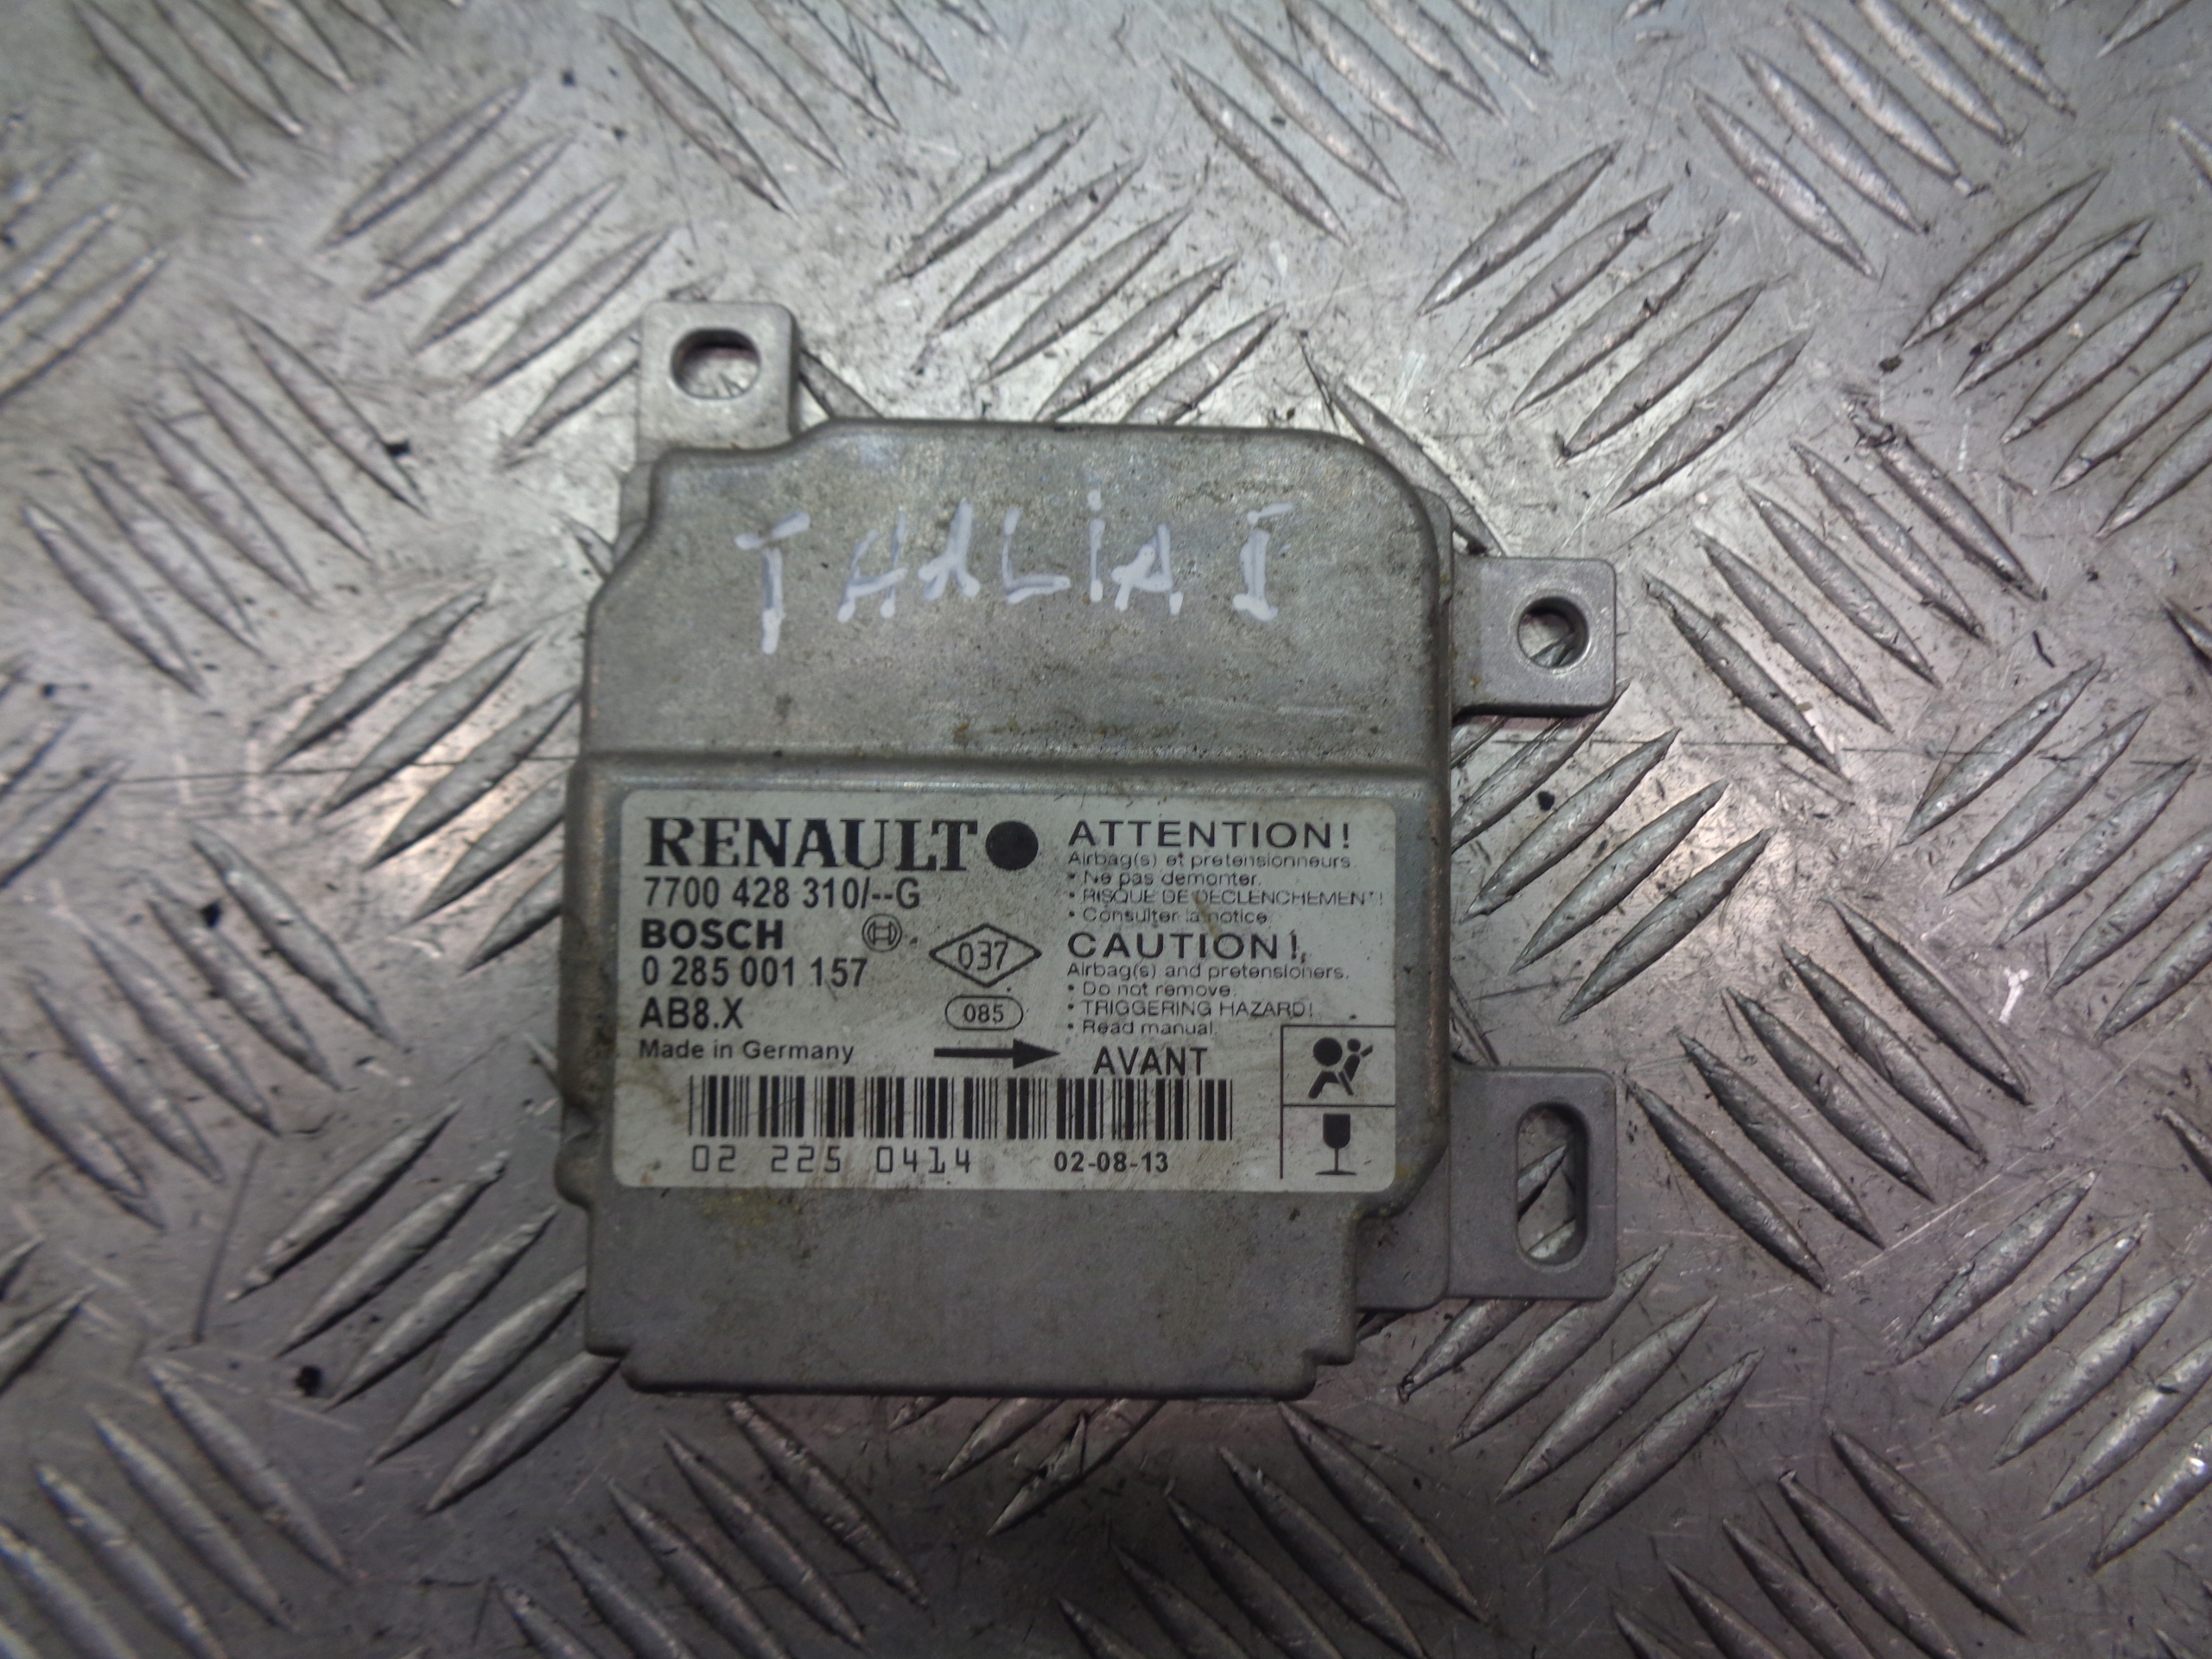 THALiA I
RENAULT
7700 428 310/--G
BOSCH
0 285 001 157
AB8.X
Made in Germany
037
085
ATTENTION!
Airbag(s) et pretensionneurs.
• Ne pas demonter.
• RISQUE DE DECLENCHEMENT!
• Consulter la notice.
CAUTION!
Airbag(s) and pretensioners.
• Do not remove.
• TRIGGERING HAZARD!
• Read manual.
AVANT
02 225 0414
02-08-13